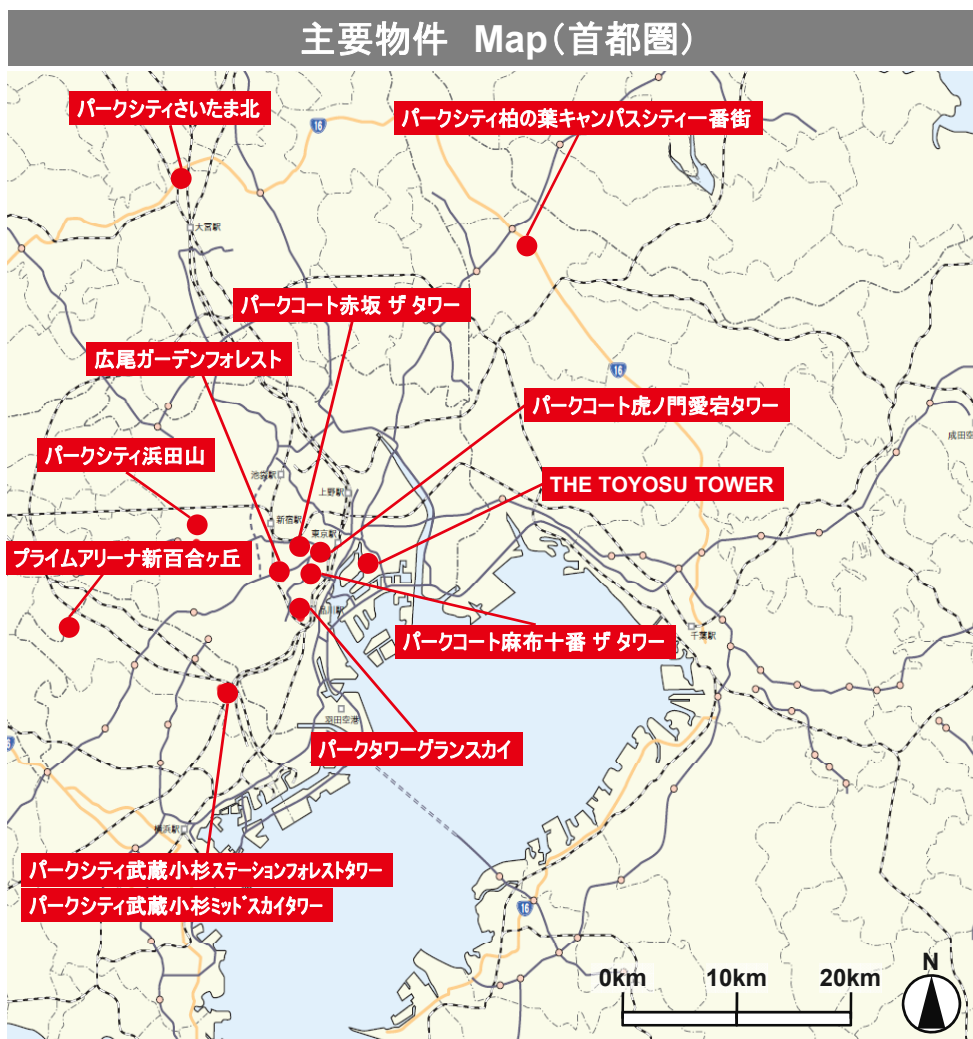 主要物件 Map（首都圏）
パークシティさいたま北
パークシティ柏の葉キャンパスシティ一番街
16
大宮駅
パークコート赤坂 ザ タワー
広尾ガーデンフォレスト
16
パークコート虎ノ門愛宕タワー
成田空
パークシティ浜田山
池袋駅
上野駅
THE TOYOSU TOWER
新宿駅
東京駅
プライムアリーナ新百合ヶ丘
品川駅
千葉駅
パークコート麻布十番 ザ タワー
羽田空港
パークタワーグランスカイ
16
横浜駅
パークシティ武蔵小杉ステーションフォレストタワー
パークシティ武蔵小杉ミッドスカイタワー
16
0km 10km 20km
N